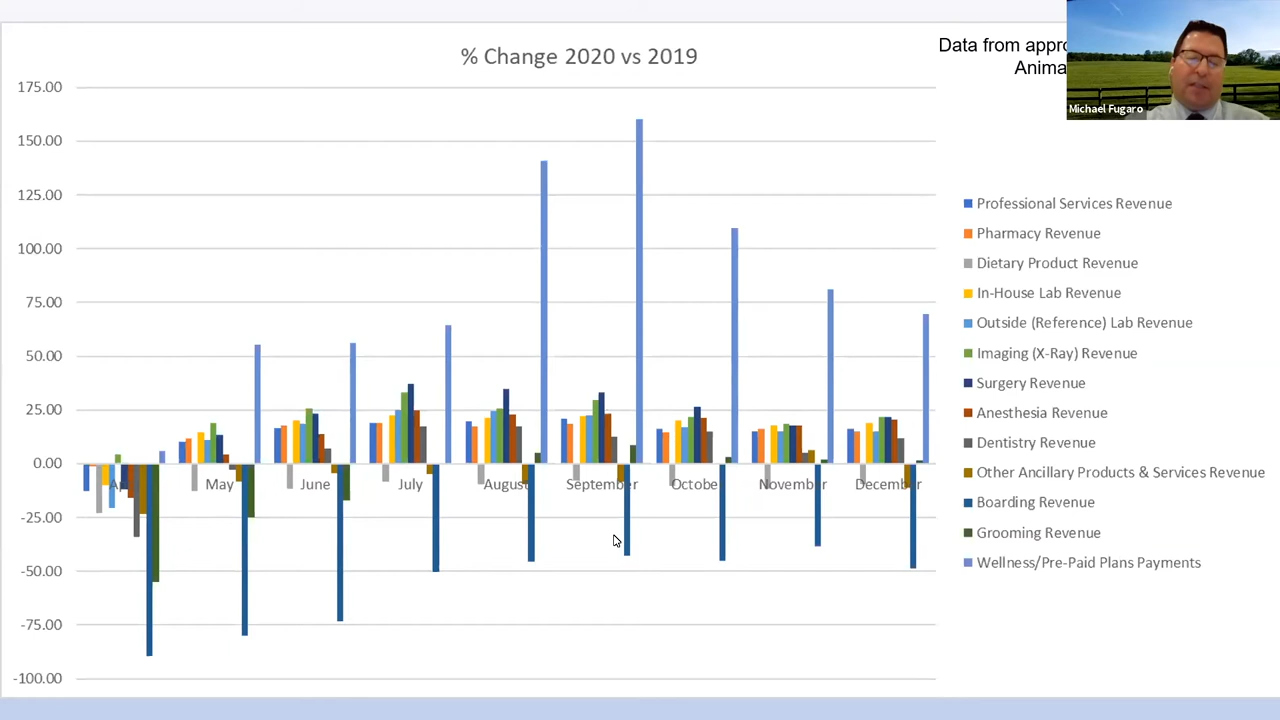 % Change 2020 vs 2019
Data from
Michael Fugaro
175.00
150.00
125.00
100.00
75.00
50.00
25.00
0.00
-25.00
-50.00
-75.00
-100.00
May
June
July
August
September
November
December
Professional Services Revenue
Pharmacy Revenue
Dietary Product Revenue
In-House Lab Revenue
Outside (Reference) Lab Revenue
Imaging (X-Ray) Revenue
Surgery Revenue
Anesthesia Revenue
Dentistry Revenue
Other Ancillary Products & Services Revenue
Boarding Revenue
Grooming Revenue
Wellness/Pre-Paid Plans Payments